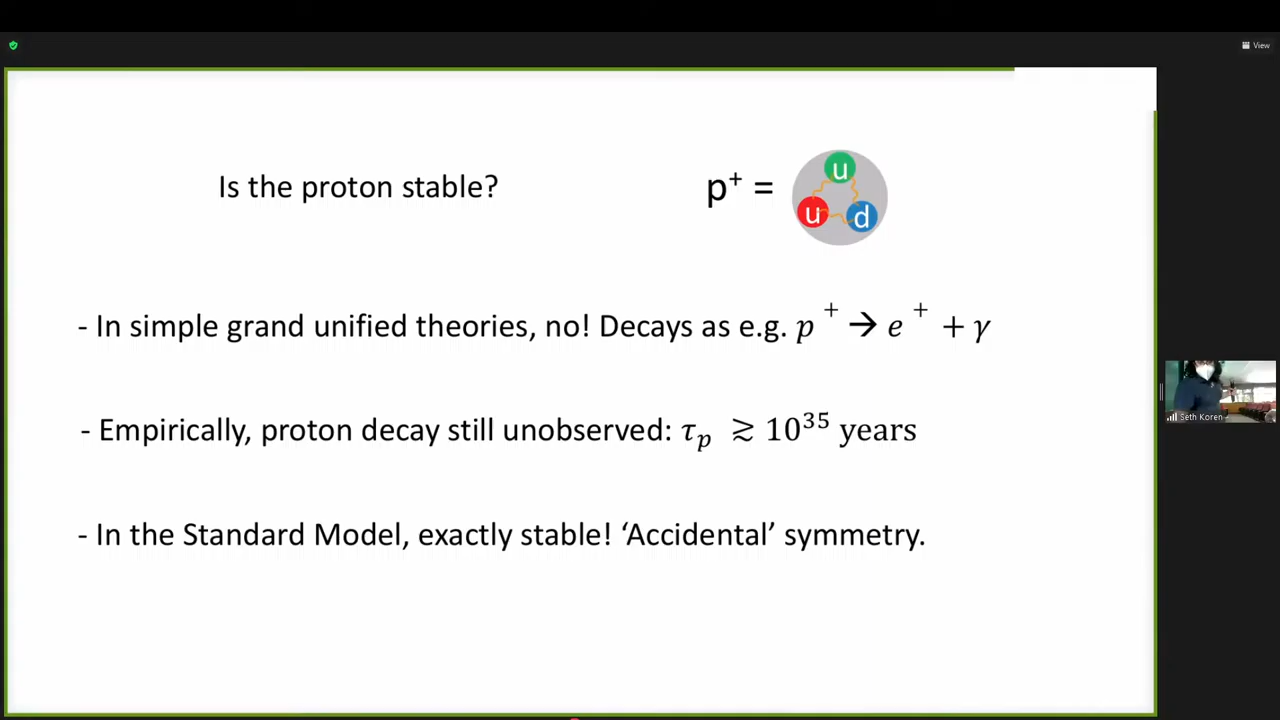 View
Is the proton stable?
p⁺ =
u
u d
- In simple grand unified theories, no! Decays as e.g. 𝑝 ⁺ → 𝑒 ⁺ + 𝛾
Seth Koren
- Empirically, proton decay still unobserved: 𝜏ₚ ≳ 10³⁵ years
- In the Standard Model, exactly stable! ‘Accidental’ symmetry.